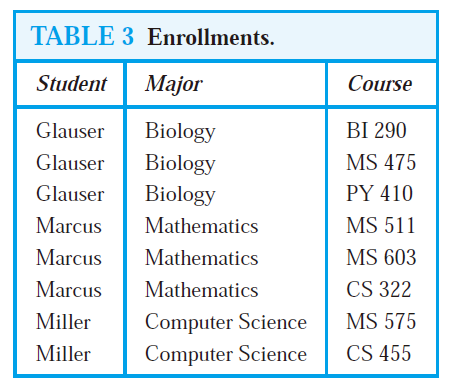 TABLE 3 Enrollments.
Student Major Course
Glauser Biology BI 290
Glauser Biology MS 475
Glauser Biology PY 410
Marcus Mathematics MS 511
Marcus Mathematics MS 603
Marcus Mathematics CS 322
Miller Computer Science MS 575
Miller Computer Science CS 455